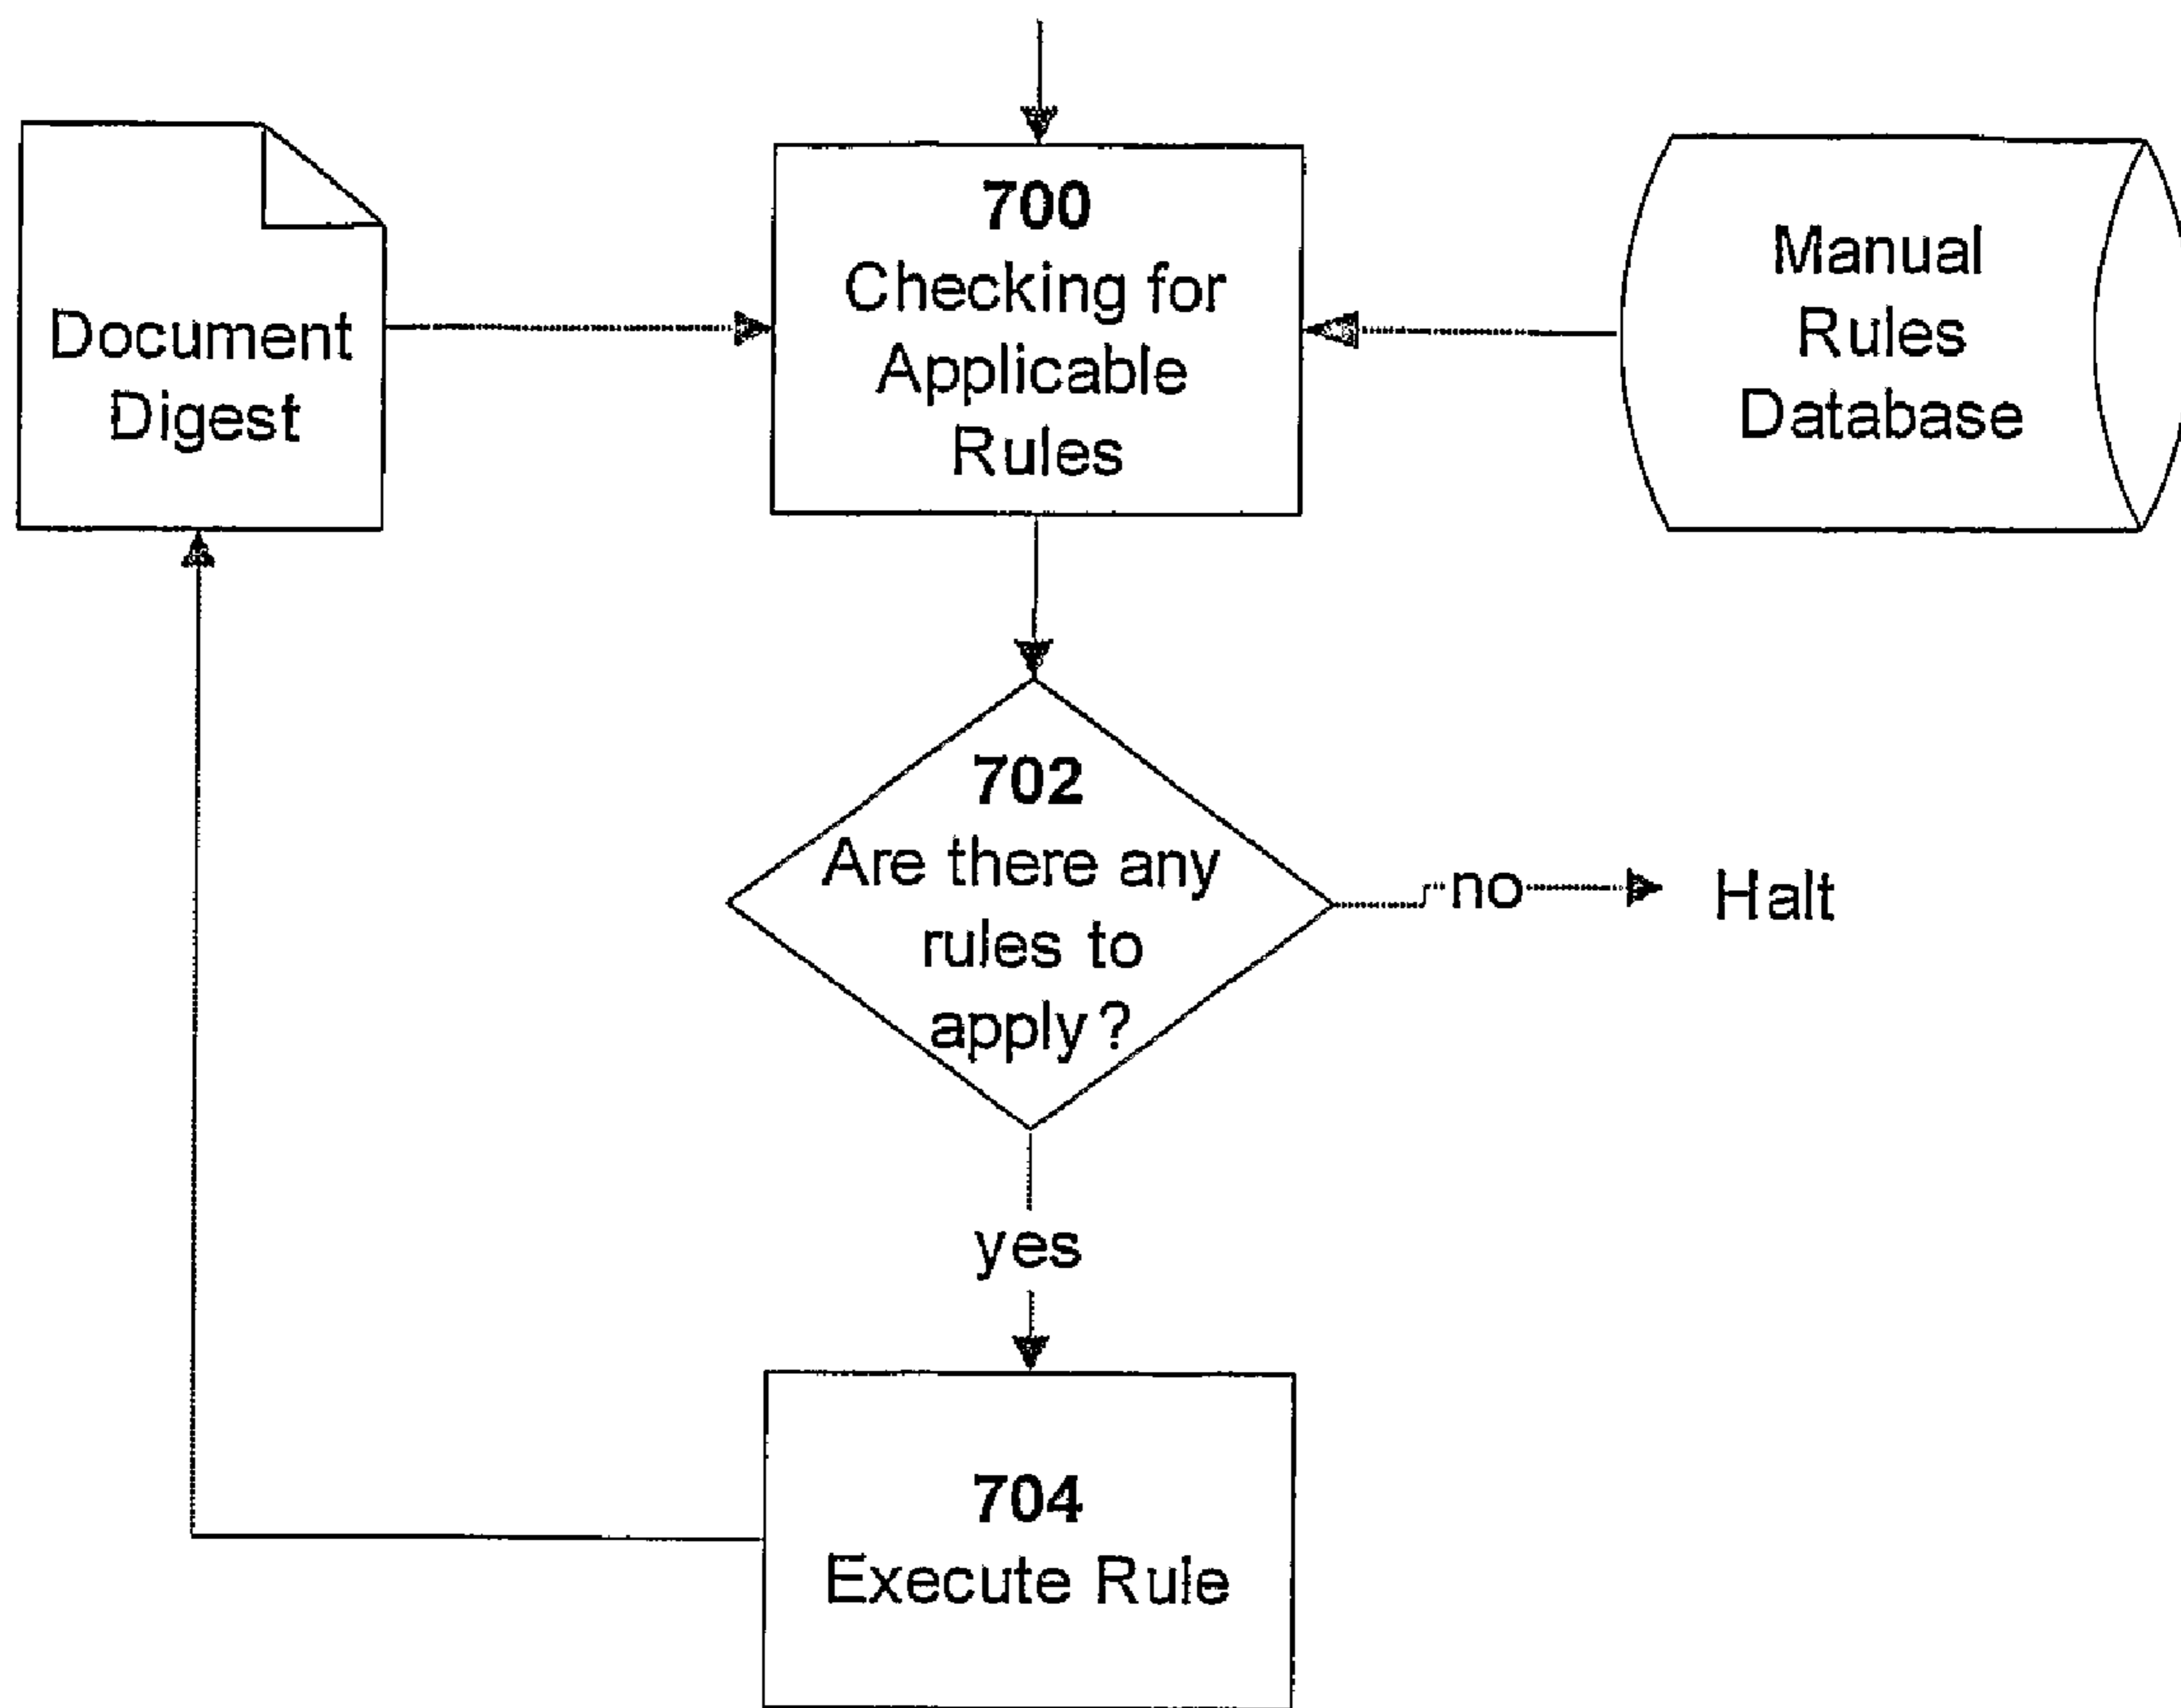 Document
Digest
700
Checking for
Applicable
Rules
Manual
Rules
Database
702
Are there any
rules to
apply?
no
Halt
yes
704
Execute Rule